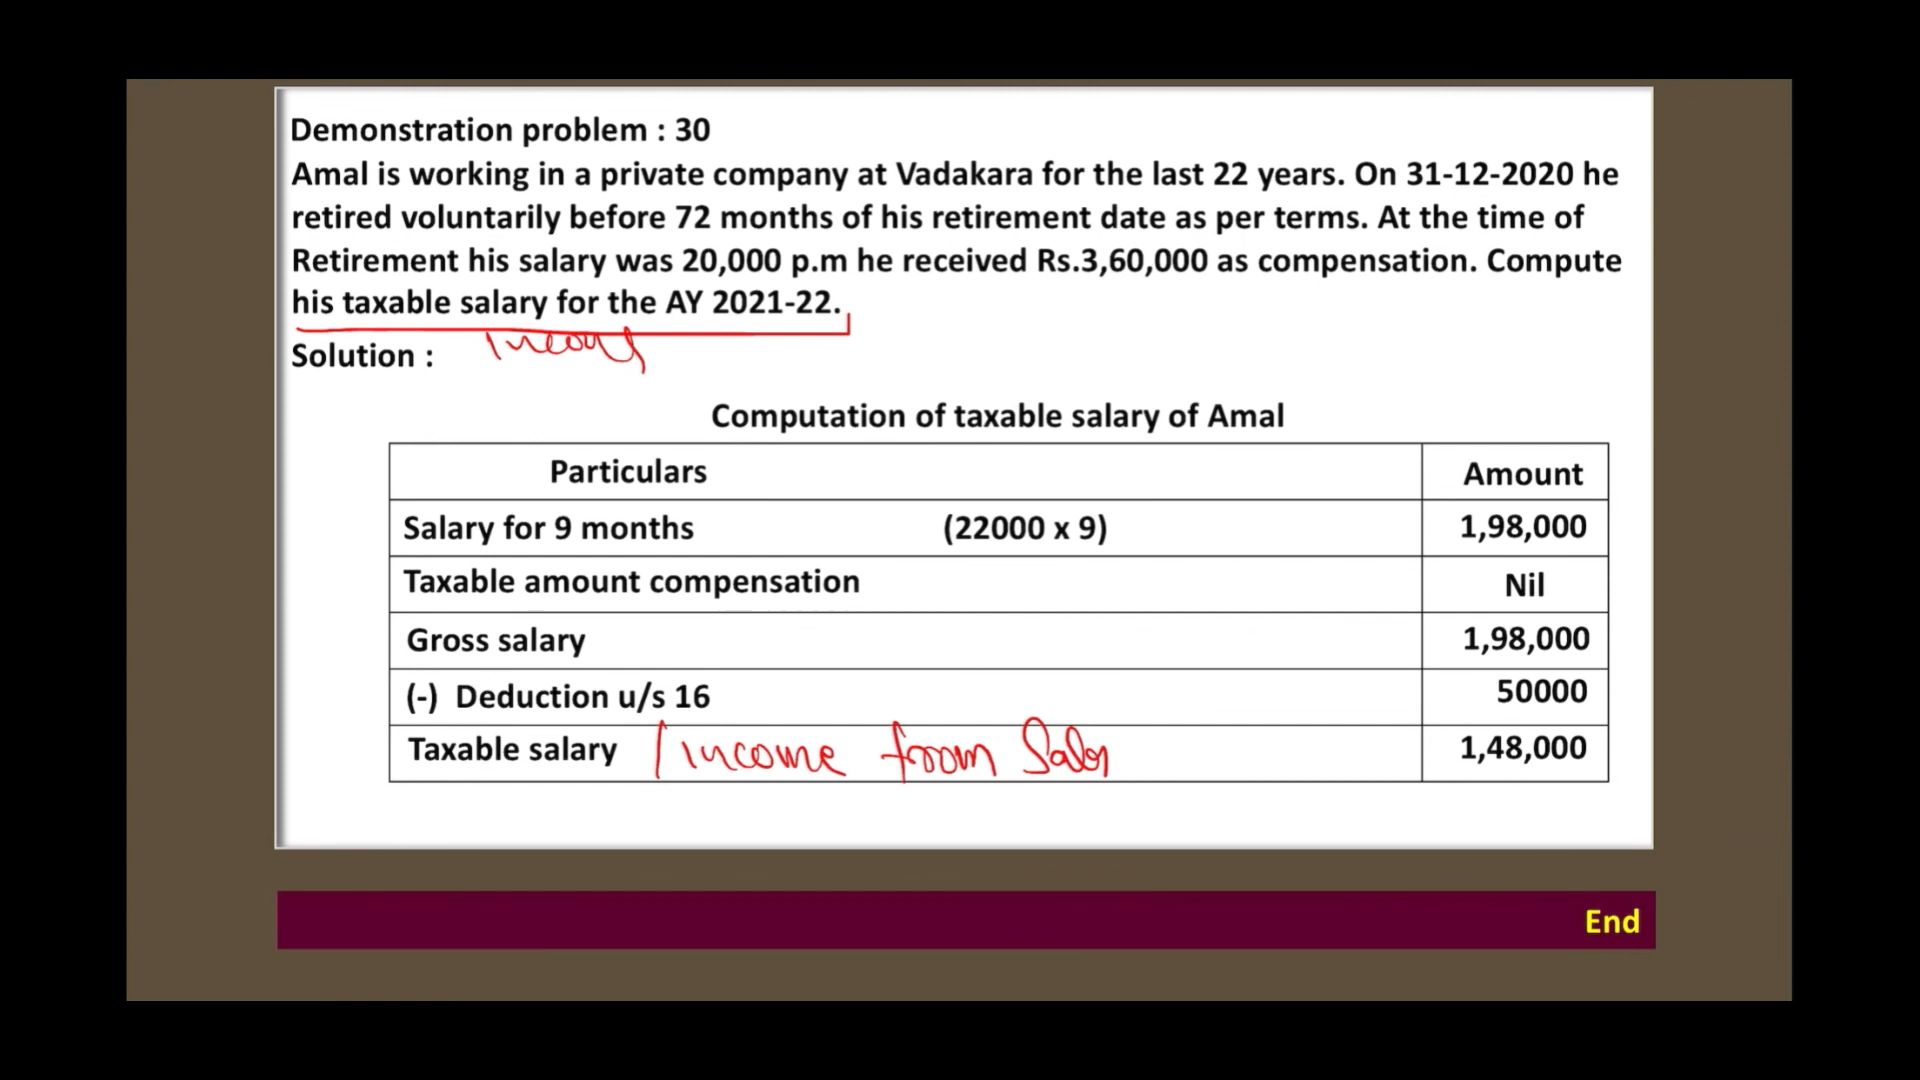 Demonstration problem : 30
Amal is working in a private company at Vadakara for the last 22 years. On 31-12-2020 he
retired voluntarily before 72 months of his retirement date as per terms. At the time of
Retirement his salary was 20,000 p.m he received Rs.3,60,000 as compensation. Compute
his taxable salary for the AY 2021-22.
Solution :
Computation of taxable salary of Amal
Particulars Amount
Salary for 9 months (22000 x 9) 1,98,000
Taxable amount compensation Nil
Gross salary 1,98,000
(-) Deduction u/s 16 50000
Taxable salary / income from 1,48,000
End